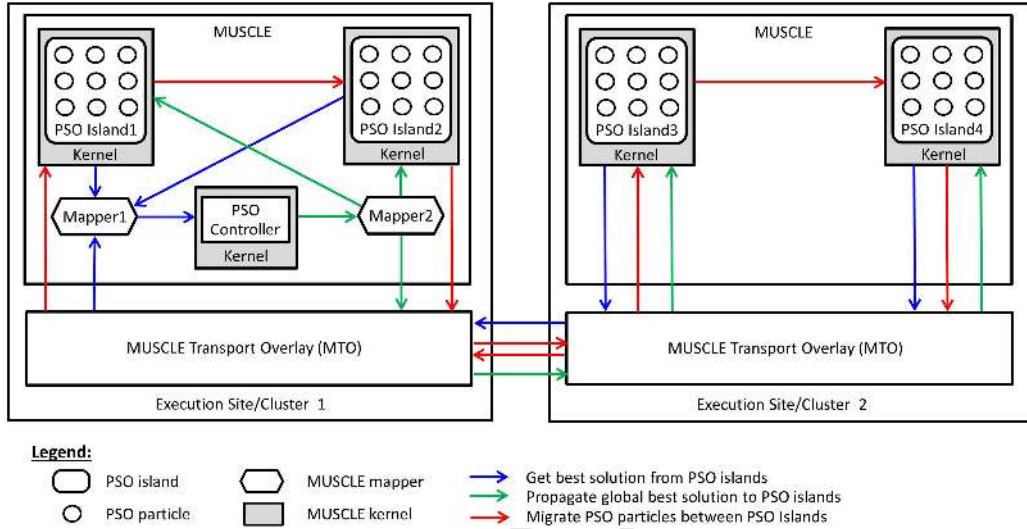 MUSCLE
PSO Island1
Kernel
PSO Island2
Kernel
Mapper1
PSO
Controller
Kernel
Mapper2
MUSCLE Transport Overlay (MTO)
Execution Site/Cluster 1
MUSCLE
PSO Island3
Kernel
PSO Island4
Kernel
MUSCLE Transport Overlay (MTO)
Execution Site/Cluster 2
Legend:
PSO island
PSO particle
MUSCLE mapper
MUSCLE kernel
Get best solution from PSO islands
Propagate global best solution to PSO islands
Migrate PSO particles between PSO Islands